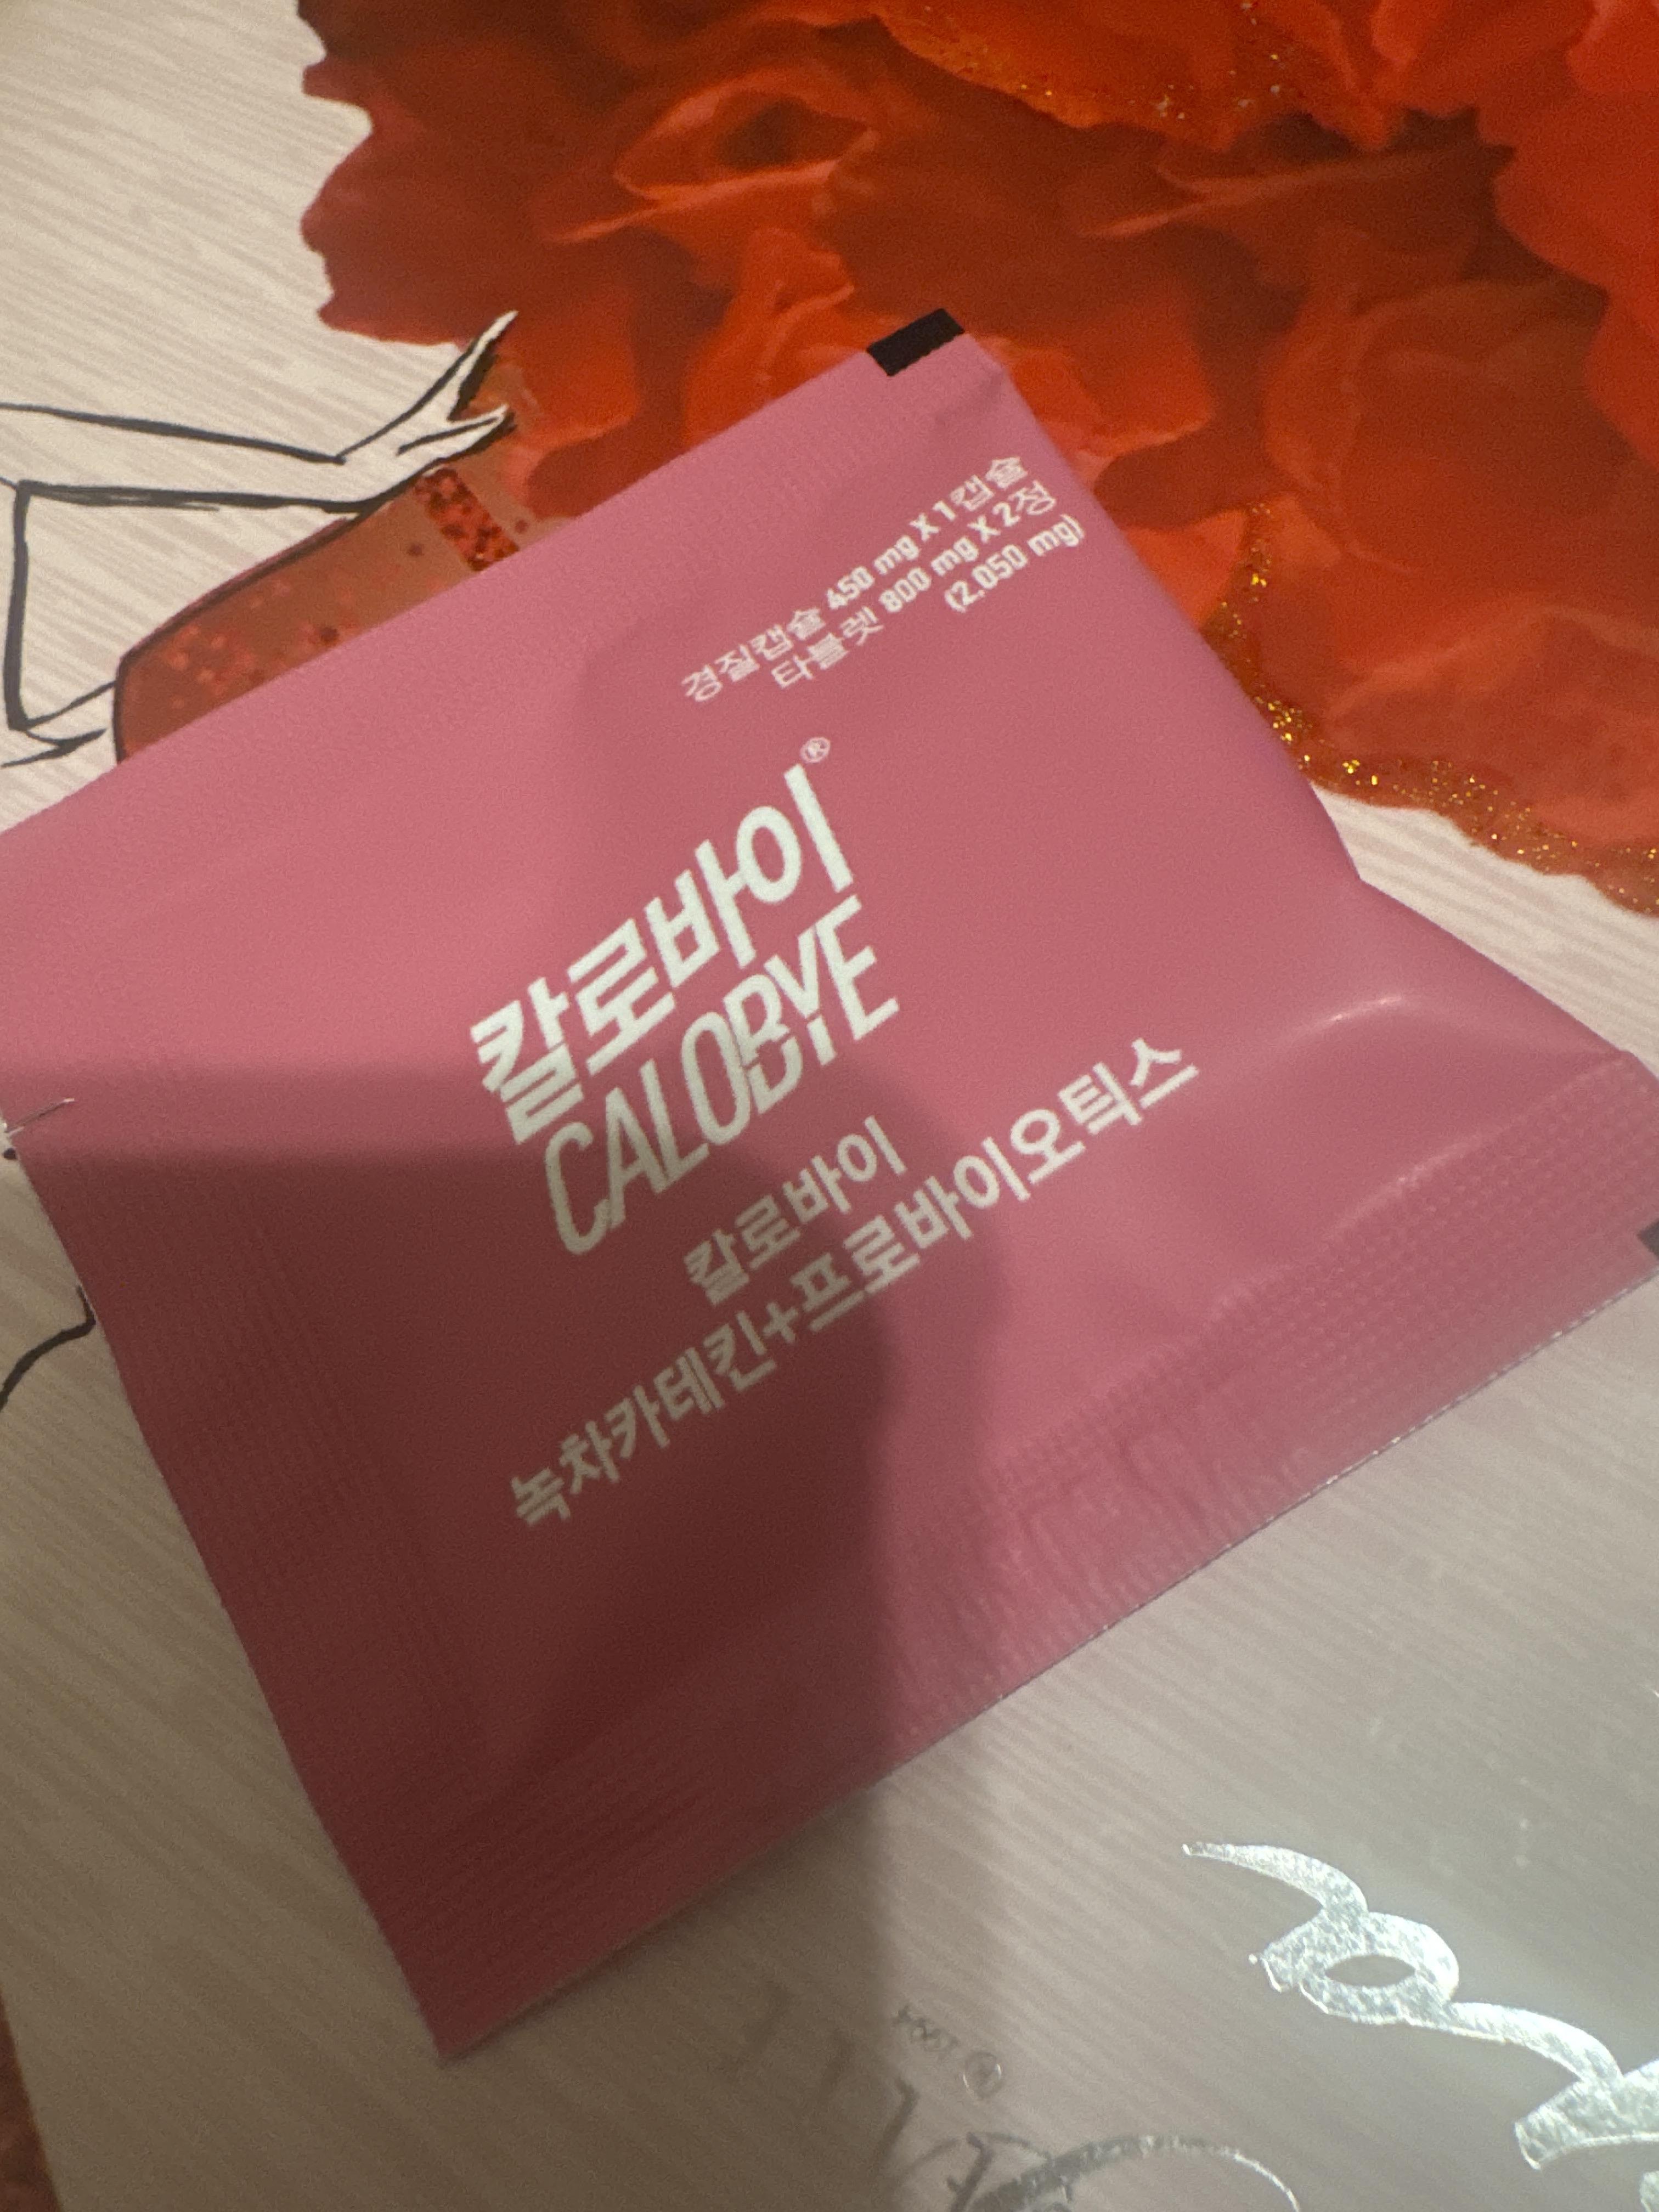 경질캡슐 450 mg X 1캡슐
타블렛 800 mg X 2정
(2,050 mg)
칼로바이®
CALOBYE
칼로바이
녹차카테킨+프로바이오틱스